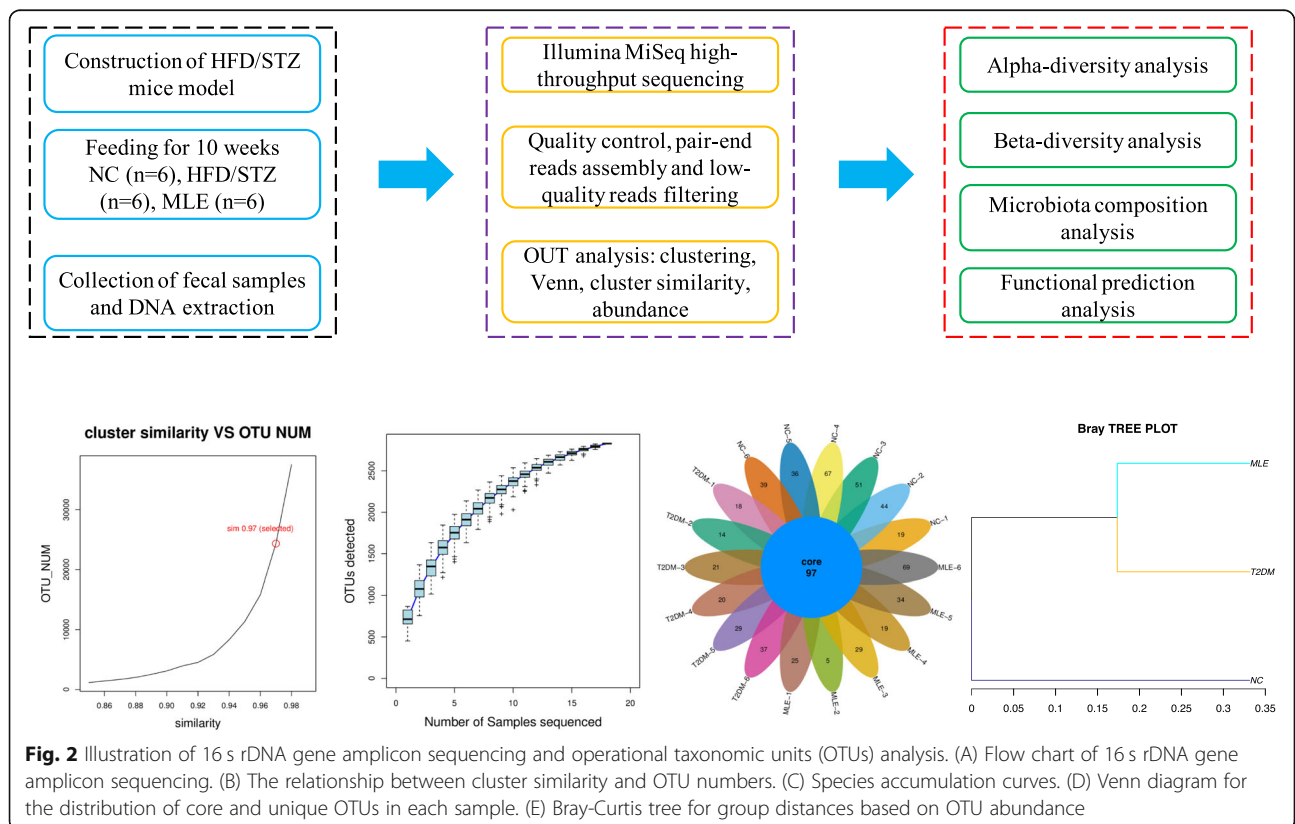 Construction of HFD/STZ
mice model
Feeding for 10 weeks
NC (n=6), HFD/STZ
(n=6), MLE (n=6)
Collection of fecal samples
and DNA extraction
Illumina MiSeq high-
throughput sequencing
Quality control, pair-end
reads assembly and low-
quality reads filtering
OUT analysis: clustering,
Venn, cluster similarity,
abundance
Alpha-diversity analysis
Beta-diversity analysis
Microbiota composition
analysis
Functional prediction
analysis
cluster similarity VS OTU NUM
OTU_NUM
0
10000
20000
30000
sim 0.97 (selected)
0.86
0.88
0.90
0.92
0.94
0.96
0.98
similarity
OTUs detected
0
500
1000
1500
2000
2500
0
5
10
15
20
Number of Samples sequenced
core
97
NC-4
67
NC-3
51
NC-2
44
NC-1
19
MLE-6
69
MLE-5
34
MLE-4
19
MLE-3
29
MLE-2
5
MLE-1
25
T2DM-6
37
T2DM-5
29
T2DM-4
20
T2DM-3
21
T2DM-2
14
T2DM-1
18
NC-6
39
NC-5
36
Bray TREE PLOT
MLE
T2DM
NC
0
0.05
0.1
0.15
0.2
0.25
0.3
0.35
Fig. 2 Illustration of 16 s rDNA gene amplicon sequencing and operational taxonomic units (OTUs) analysis. (A) Flow chart of 16 s rDNA gene
amplicon sequencing. (B) The relationship between cluster similarity and OTU numbers. (C) Species accumulation curves. (D) Venn diagram for
the distribution of core and unique OTUs in each sample. (E) Bray-Curtis tree for group distances based on OTU abundance